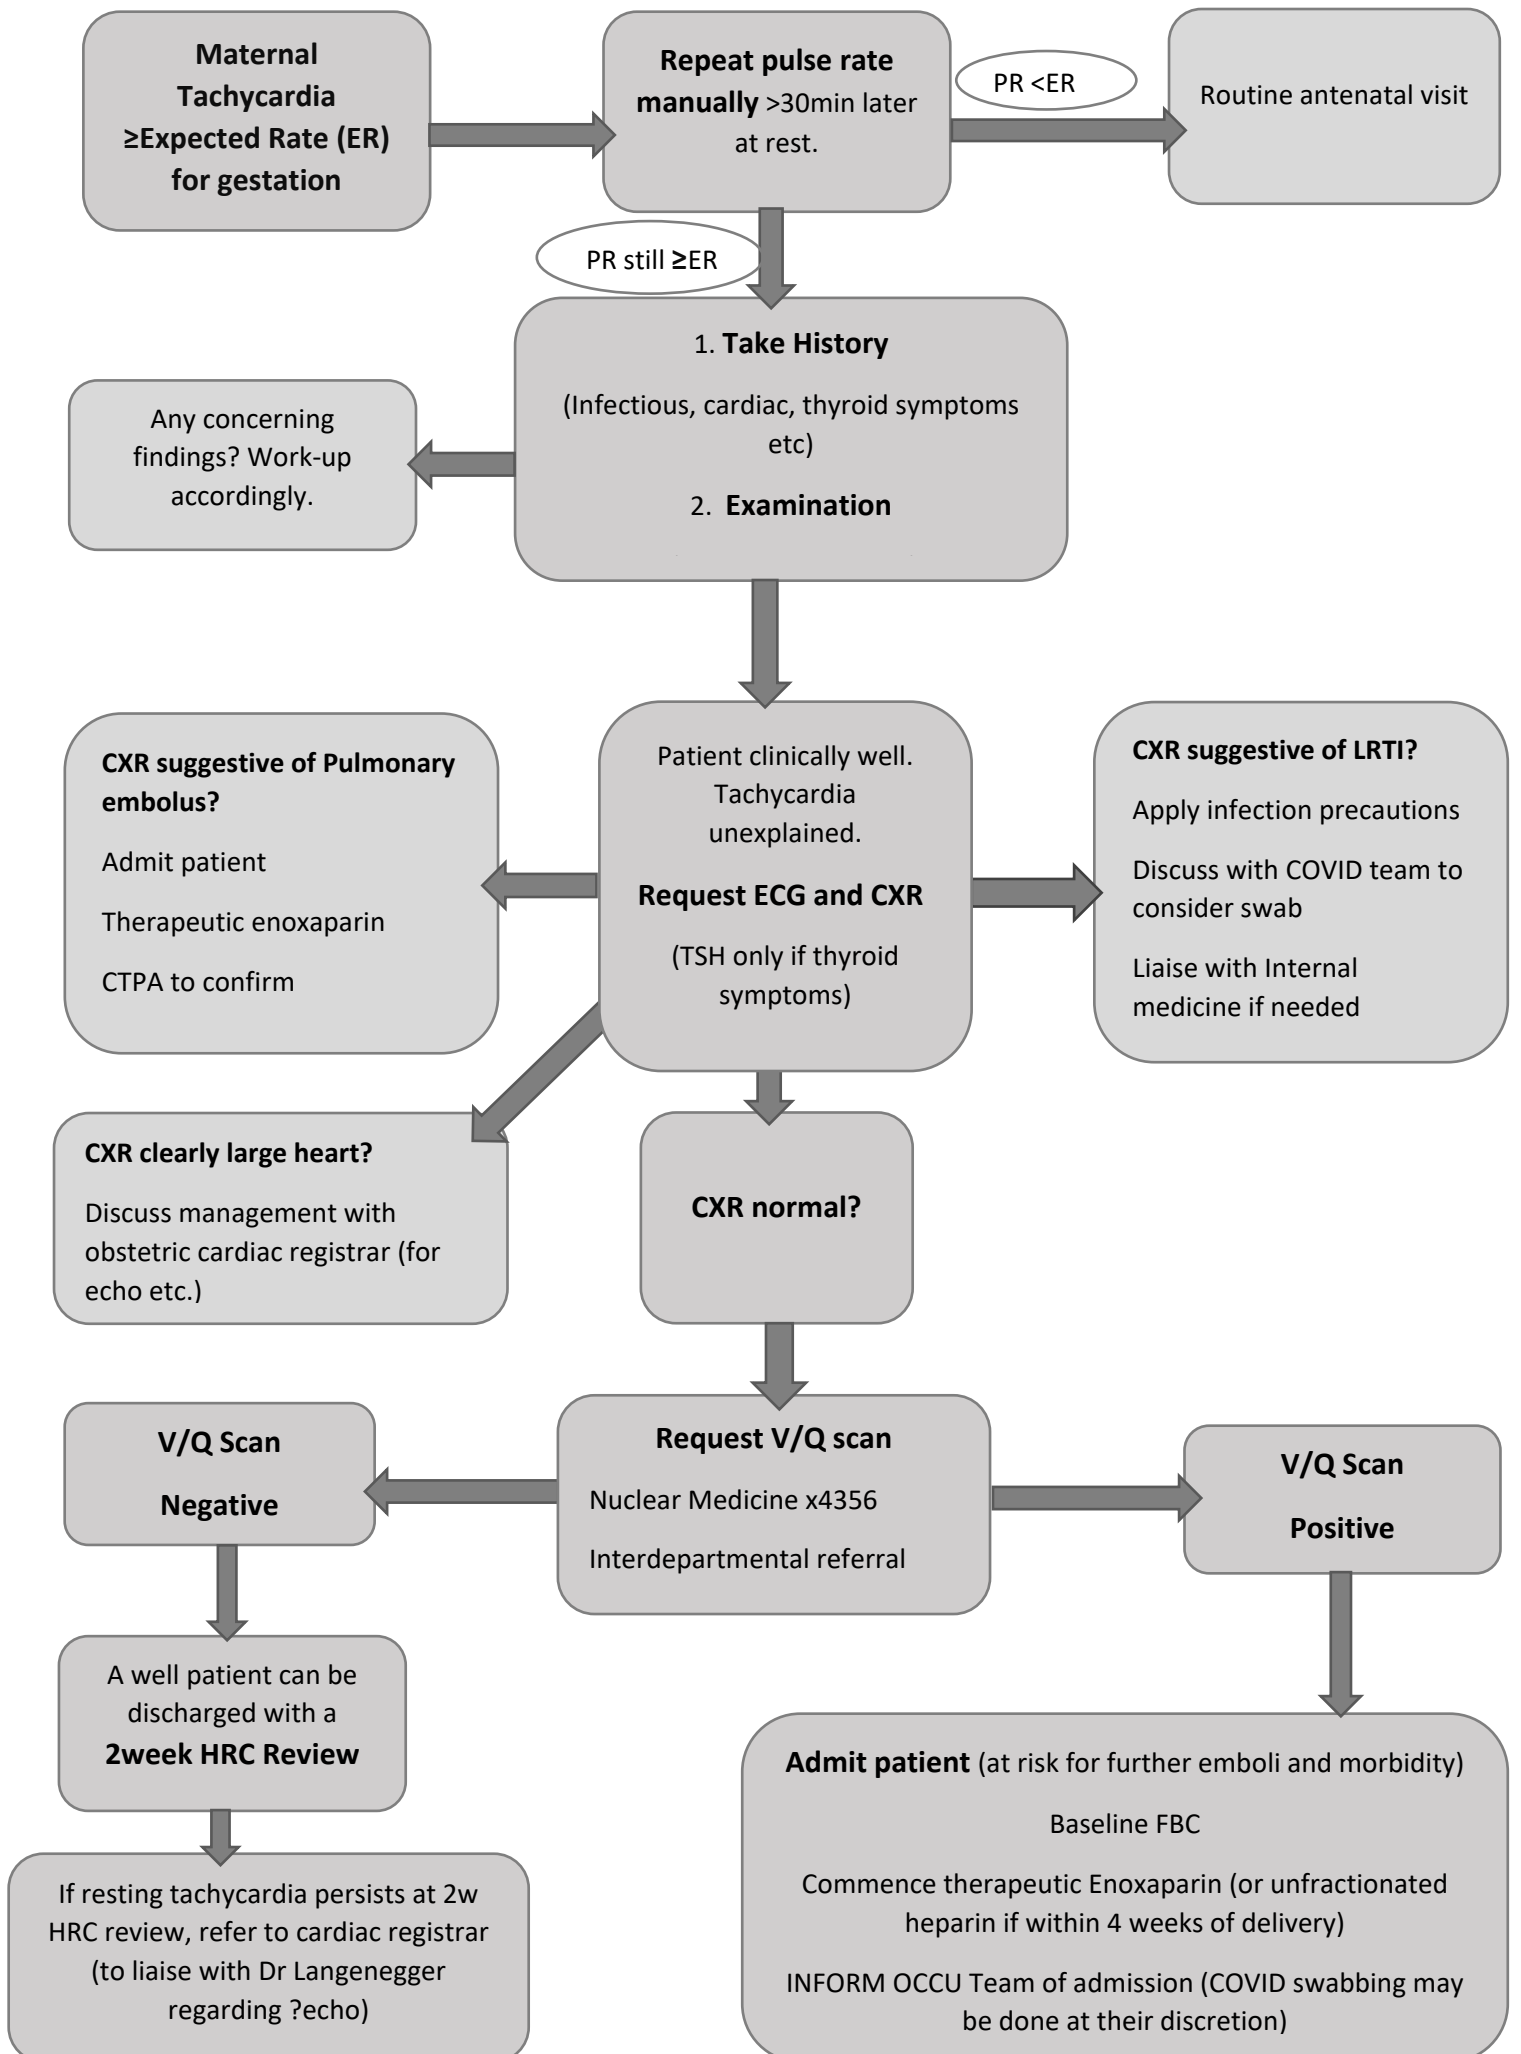 Maternal
Tachycardia
≥Expected Rate (ER)
for gestation
Repeat pulse rate
manually >30min later
at rest.
PR <ER
Routine antenatal visit
PR still ≥ER
1. Take History
(Infectious, cardiac, thyroid symptoms
etc)
2. Examination
Any concerning
findings? Work-up
accordingly.
CXR suggestive of Pulmonary
embolus?
Admit patient
Therapeutic enoxaparin
CTPA to confirm
Patient clinically well.
Tachycardia
unexplained.
Request ECG and CXR
(TSH only if thyroid
symptoms)
CXR suggestive of LRTI?
Apply infection precautions
Discuss with COVID team to
consider swab
Liaise with Internal
medicine if needed
CXR clearly large heart?
Discuss management with
obstetric cardiac registrar (for
echo etc.)
CXR normal?
V/Q Scan
Negative
Request V/Q scan
Nuclear Medicine x4356
Interdepartmental referral
V/Q Scan
Positive
A well patient can be
discharged with a
2week HRC Review
If resting tachycardia persists at 2w
HRC review, refer to cardiac registrar
(to liaise with Dr Langenegger
regarding ?echo)
Admit patient (at risk for further emboli and morbidity)
Baseline FBC
Commence therapeutic Enoxaparin (or unfractionated
heparin if within 4 weeks of delivery)
INFORM OCCU Team of admission (COVID swabbing may
be done at their discretion)